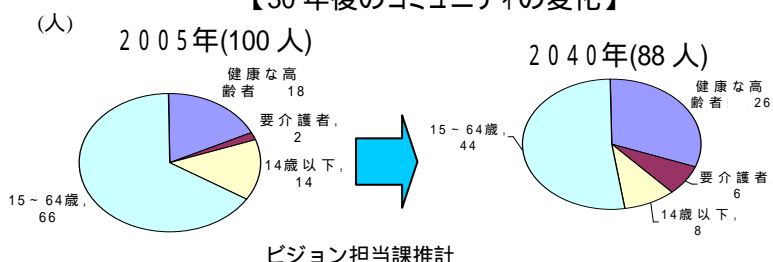 【30年後のコミュニティの変化】
(人)
2005年(100人)
健康な高
齢者 18
要介護者,
2
14歳以下,
14
15~64歳,
66
2040年(88人)
健康な高
齢者 26
15~64歳,
44
要介護者
6
14歳以下,
8
ビジョン担当課推計